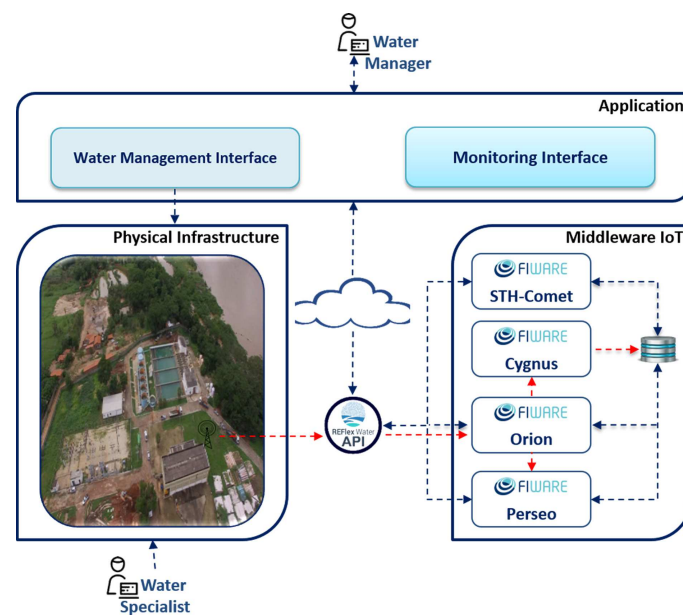 Water
Manager
Application
Water Management Interface
Monitoring Interface
Physical Infrastructure
Middleware IoT
FIWARE
STH-Comet
FIWARE
Cygnus
REFlex Water
API
FIWARE
Orion
FIWARE
Perseo
Water
Specialist